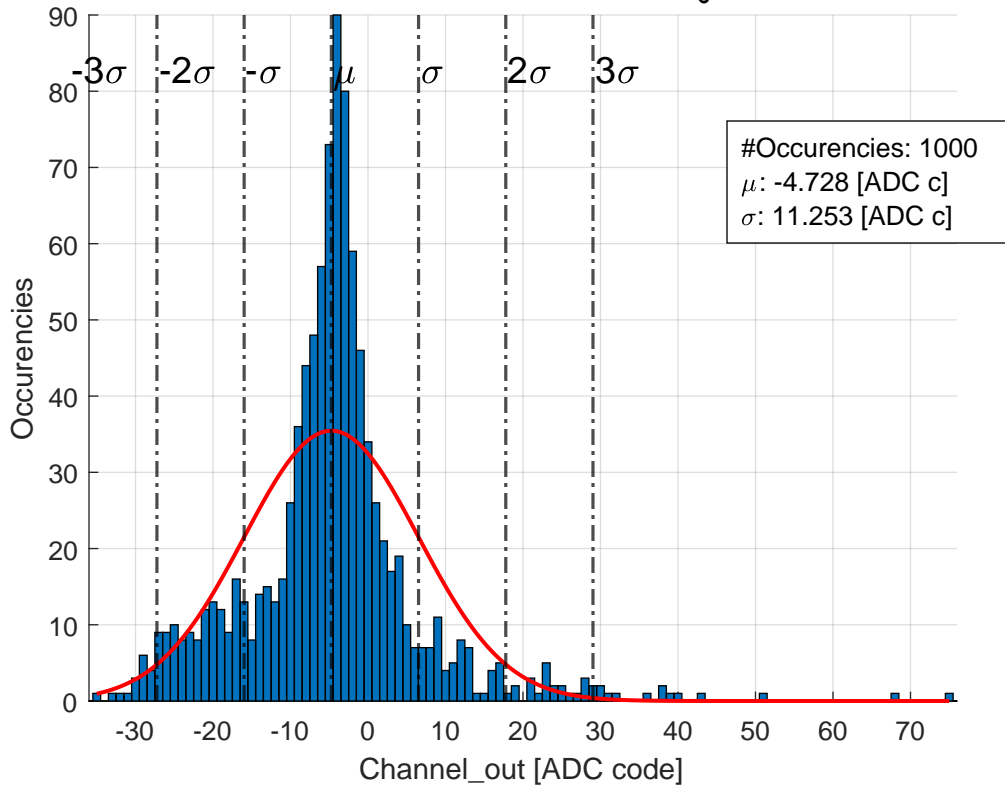 90
80
70
60
50
40
30
20
10
0
-3σ -2σ -σ μ σ 2σ 3σ
#Occurencies: 1000
μ: -4.728 [ADC c]
σ: 11.253 [ADC c]
Occurencies
-30 -20 -10 0 10 20 30 40 50 60 70
Channel_out [ADC code]